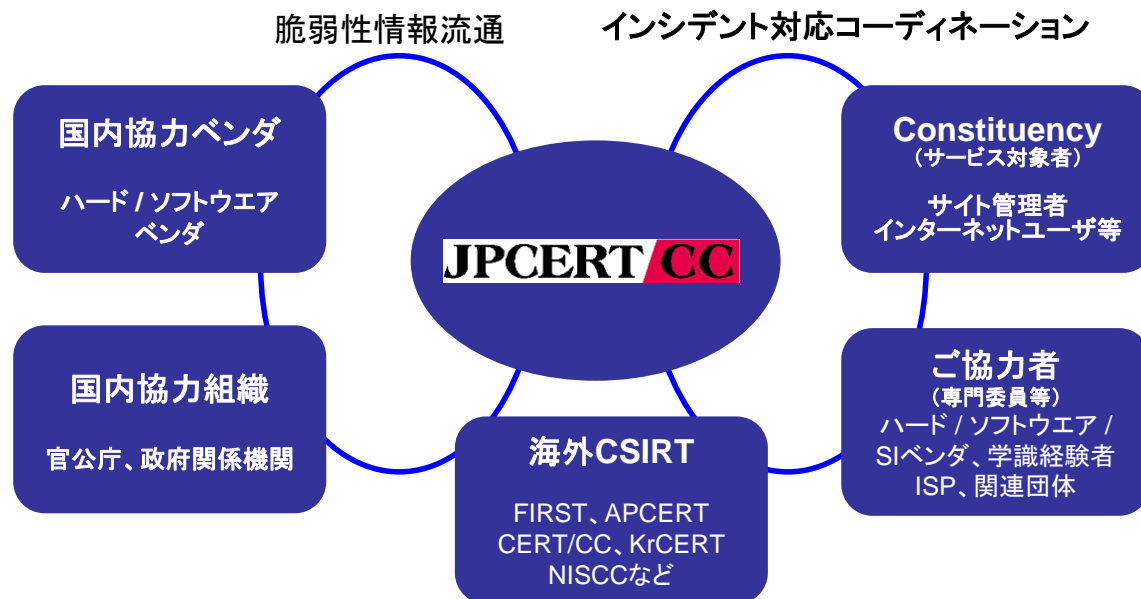 脆弱性情報流通
インシデント対応コーディネーション
国内協力ベンダ
ハード / ソフトウエア
ベンダ
Constituency
（サービス対象者）
サイト管理者
インターネットユーザ等
JPCERT/CC
国内協力組織
官公庁、政府関係機関
海外CSIRT
FIRST、APCERT
CERT/CC、KrCERT
NISCCなど
ご協力者
（専門委員等）
ハード / ソフトウエア /
SIベンダ、学識経験者
ISP、関連団体